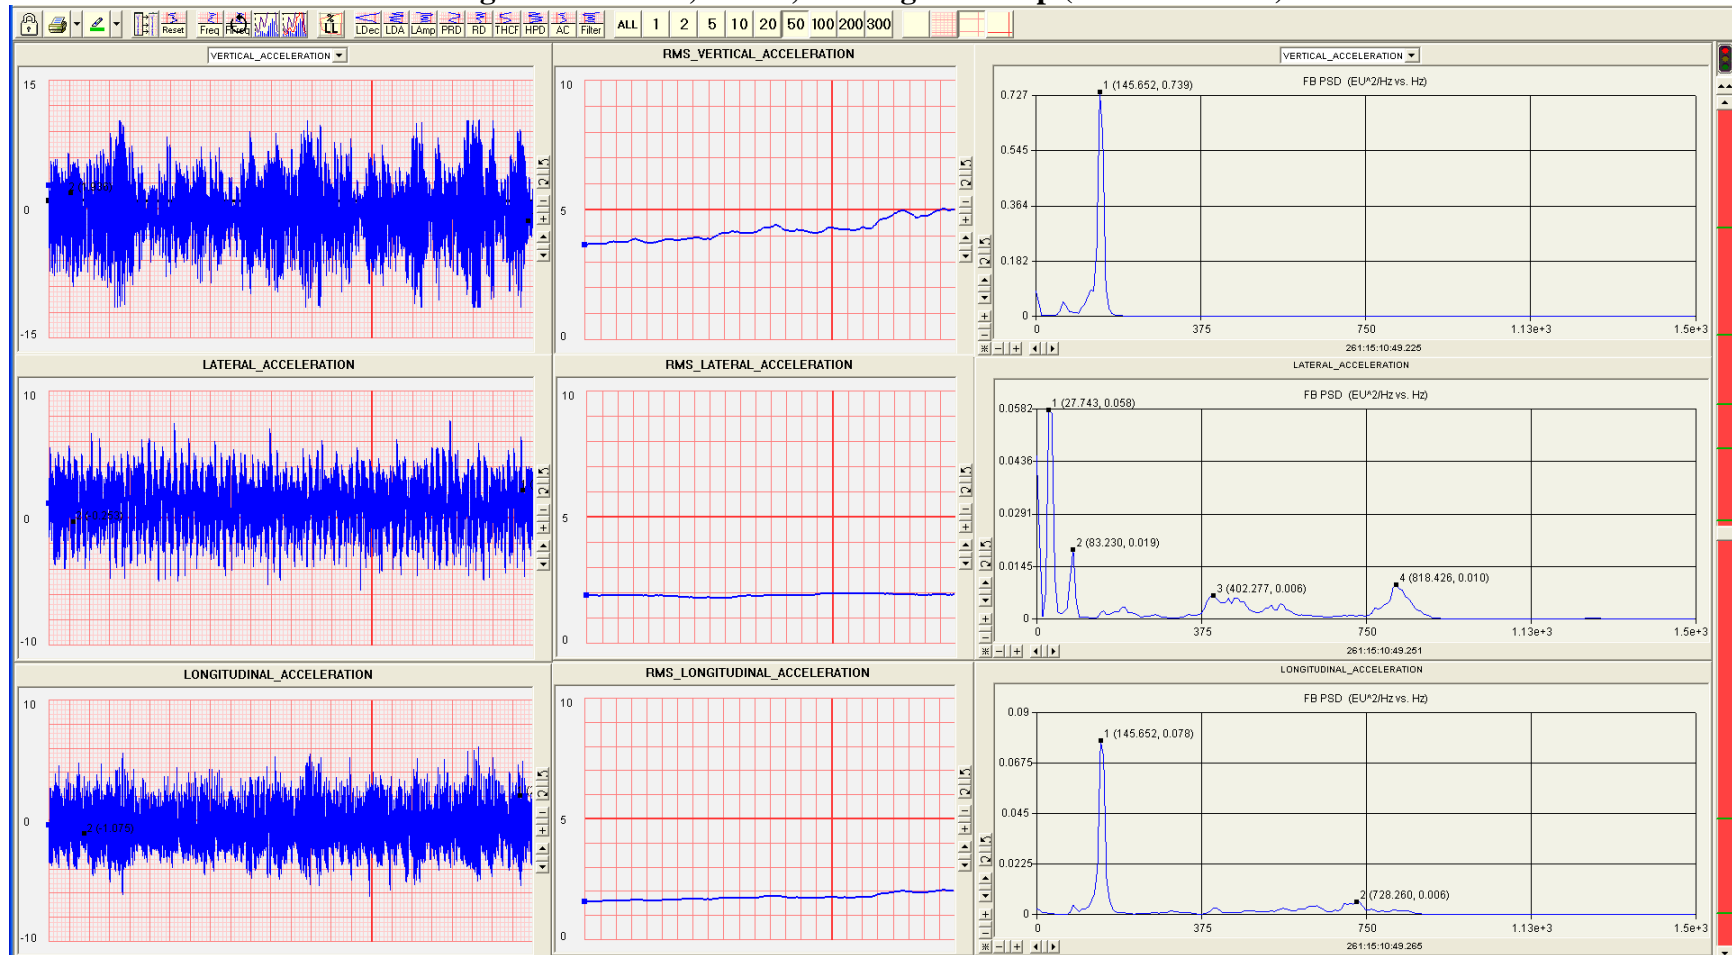 Reset Freq LL LDec LDA LAmp PRD RD THCF HPD AC Filter ALL 1 2 5 10 20 50 100 200 300
VERTICAL_ACCELERATION
15
0
-15
RMS_VERTICAL_ACCELERATION
10
5
0
VERTICAL_ACCELERATION
FB PSD (EU^2/Hz vs. Hz)
1 (145.652, 0.739)
0.727
0.545
0.364
0.182
0
0 375 750 1.13e+3 1.5e+3
261:15:10:49.225
LATERAL_ACCELERATION
10
0
-10
RMS_LATERAL_ACCELERATION
10
5
0
LATERAL_ACCELERATION
FB PSD (EU^2/Hz vs. Hz)
1 (27.743, 0.058)
2 (83.230, 0.019)
3 (402.277, 0.006)
4 (818.426, 0.010)
0.0582
0.0436
0.0291
0.0145
0
0 375 750 1.13e+3 1.5e+3
261:15:10:49.251
LONGITUDINAL_ACCELERATION
10
0
2 (-1.075)
-10
RMS_LONGITUDINAL_ACCELERATION
10
5
0
LONGITUDINAL_ACCELERATION
FB PSD (EU^2/Hz vs. Hz)
1 (145.652, 0.078)
2 (728.260, 0.006)
0.09
0.0675
0.045
0.0225
0
0 375 750 1.13e+3 1.5e+3
261:15:10:49.265